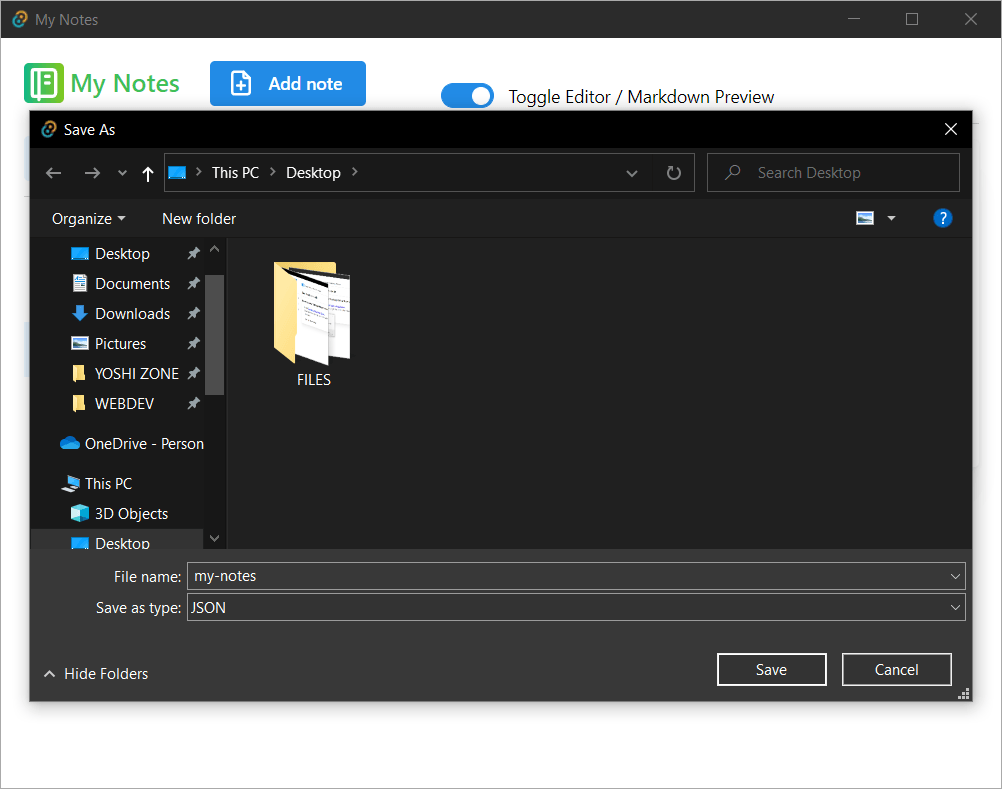 My Notes
My Notes
Add note
Toggle Editor / Markdown Preview
Save As
This PC
Desktop
Search Desktop
Organize
New folder
Desktop
Documents
Downloads
Pictures
YOSHI ZONE
WEBDEV
OneDrive - Person
This PC
3D Objects
Desktop
FILES
File name:
my-notes
Save as type:
JSON
Hide Folders
Save
Cancel